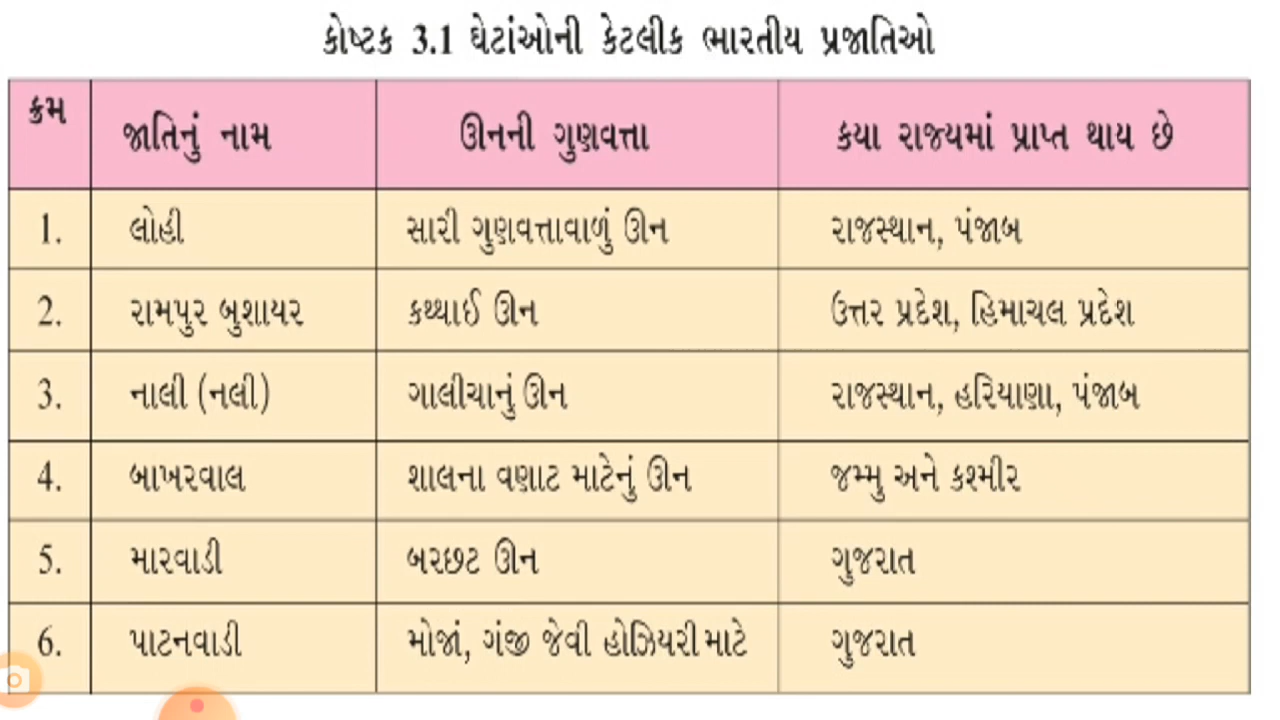 કોષ્ટક 3.1 ઘેટાંઓની કેટલીક ભારતીય પ્રજાતિઓ
ક્રમ જાતિનું નામ ઊનની ગુણવત્તા કયા રાજ્યમાં પ્રાપ્ત થાય છે
1. લોહી સારી ગુણવત્તાવાળું ઊન રાજસ્થાન, પંજાબ
2. રામપુર બુશાયર કથ્થાઈ ઊન ઉત્તર પ્રદેશ, હિમાચલ પ્રદેશ
3. નાલી (નલી) ગાલીચાનું ઊન રાજસ્થાન, હરિયાણા, પંજાબ
4. બાખરવાલ શાલના વણાટ માટેનું ઊન જમ્મુ અને કશ્મીર
5. મારવાડી બરછટ ઊન ગુજરાત
6. પાટનવાડી મોજાં, ગંજી જેવી હોઝિયરી માટે ગુજરાત